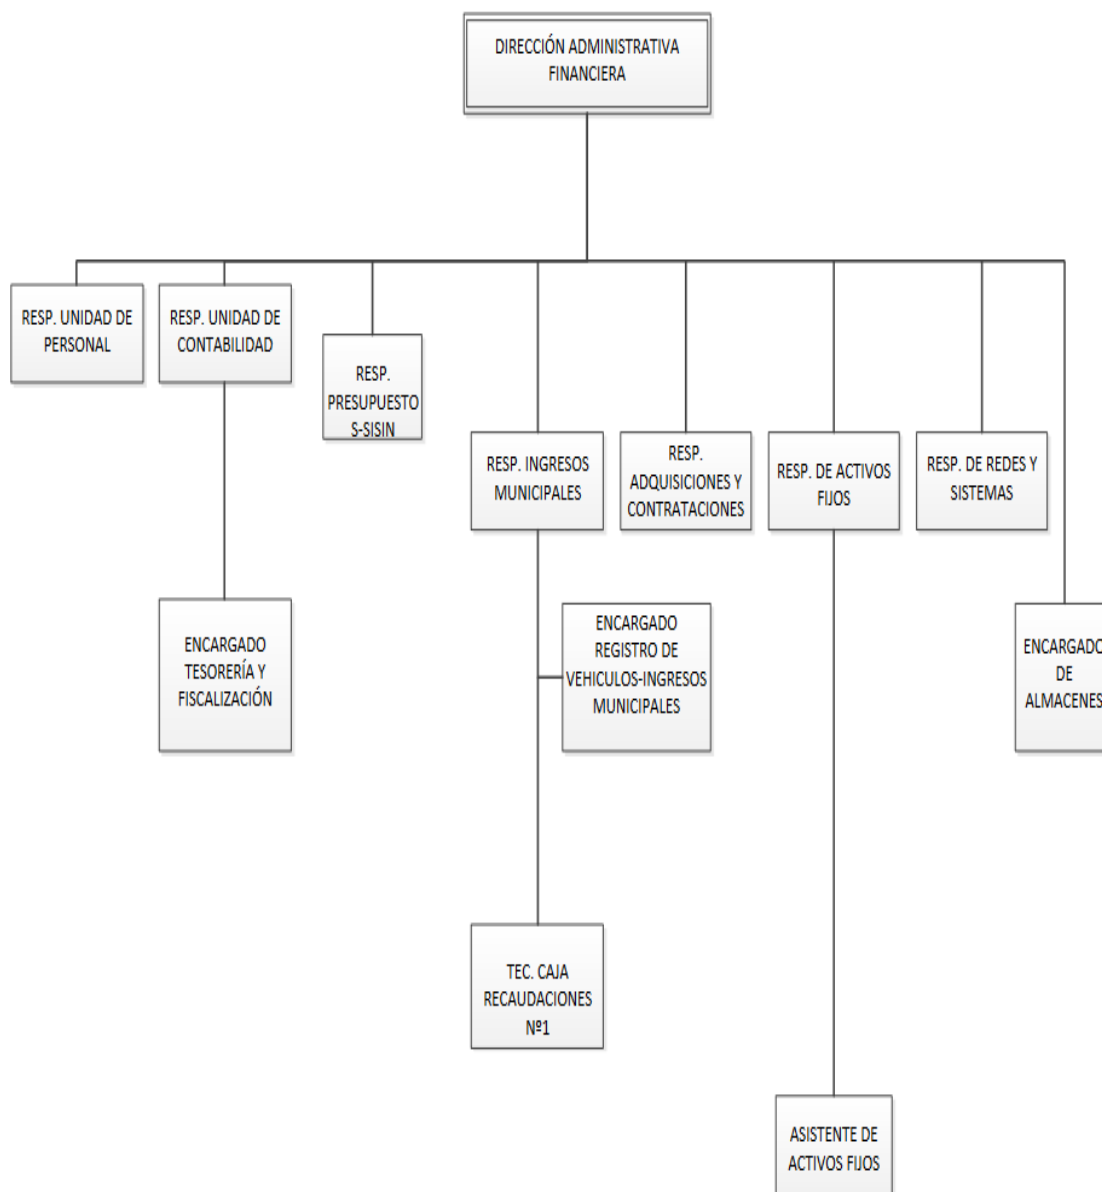 DIRECCIÓN ADMINISTRATIVA
FINANCIERA
RESP. UNIDAD DE
PERSONAL
RESP. UNIDAD DE
CONTABILIDAD
RESP.
PRESUPUESTO
S-SISIN
RESP. INGRESOS
MUNICIPALES
RESP.
ADQUISICIONES Y
CONTRATACIONES
RESP. DE ACTIVOS
FIJOS
RESP. DE REDES Y
SISTEMAS
ENCARGADO
TESORERÍA Y
FISCALIZACIÓN
ENCARGADO
REGISTRO DE
VEHICULOS-INGRESOS
MUNICIPALES
ENCARGADO
DE
ALMACENES
TEC. CAJA
RECAUDACIONES
Nº1
ASISTENTE DE
ACTIVOS FIJOS